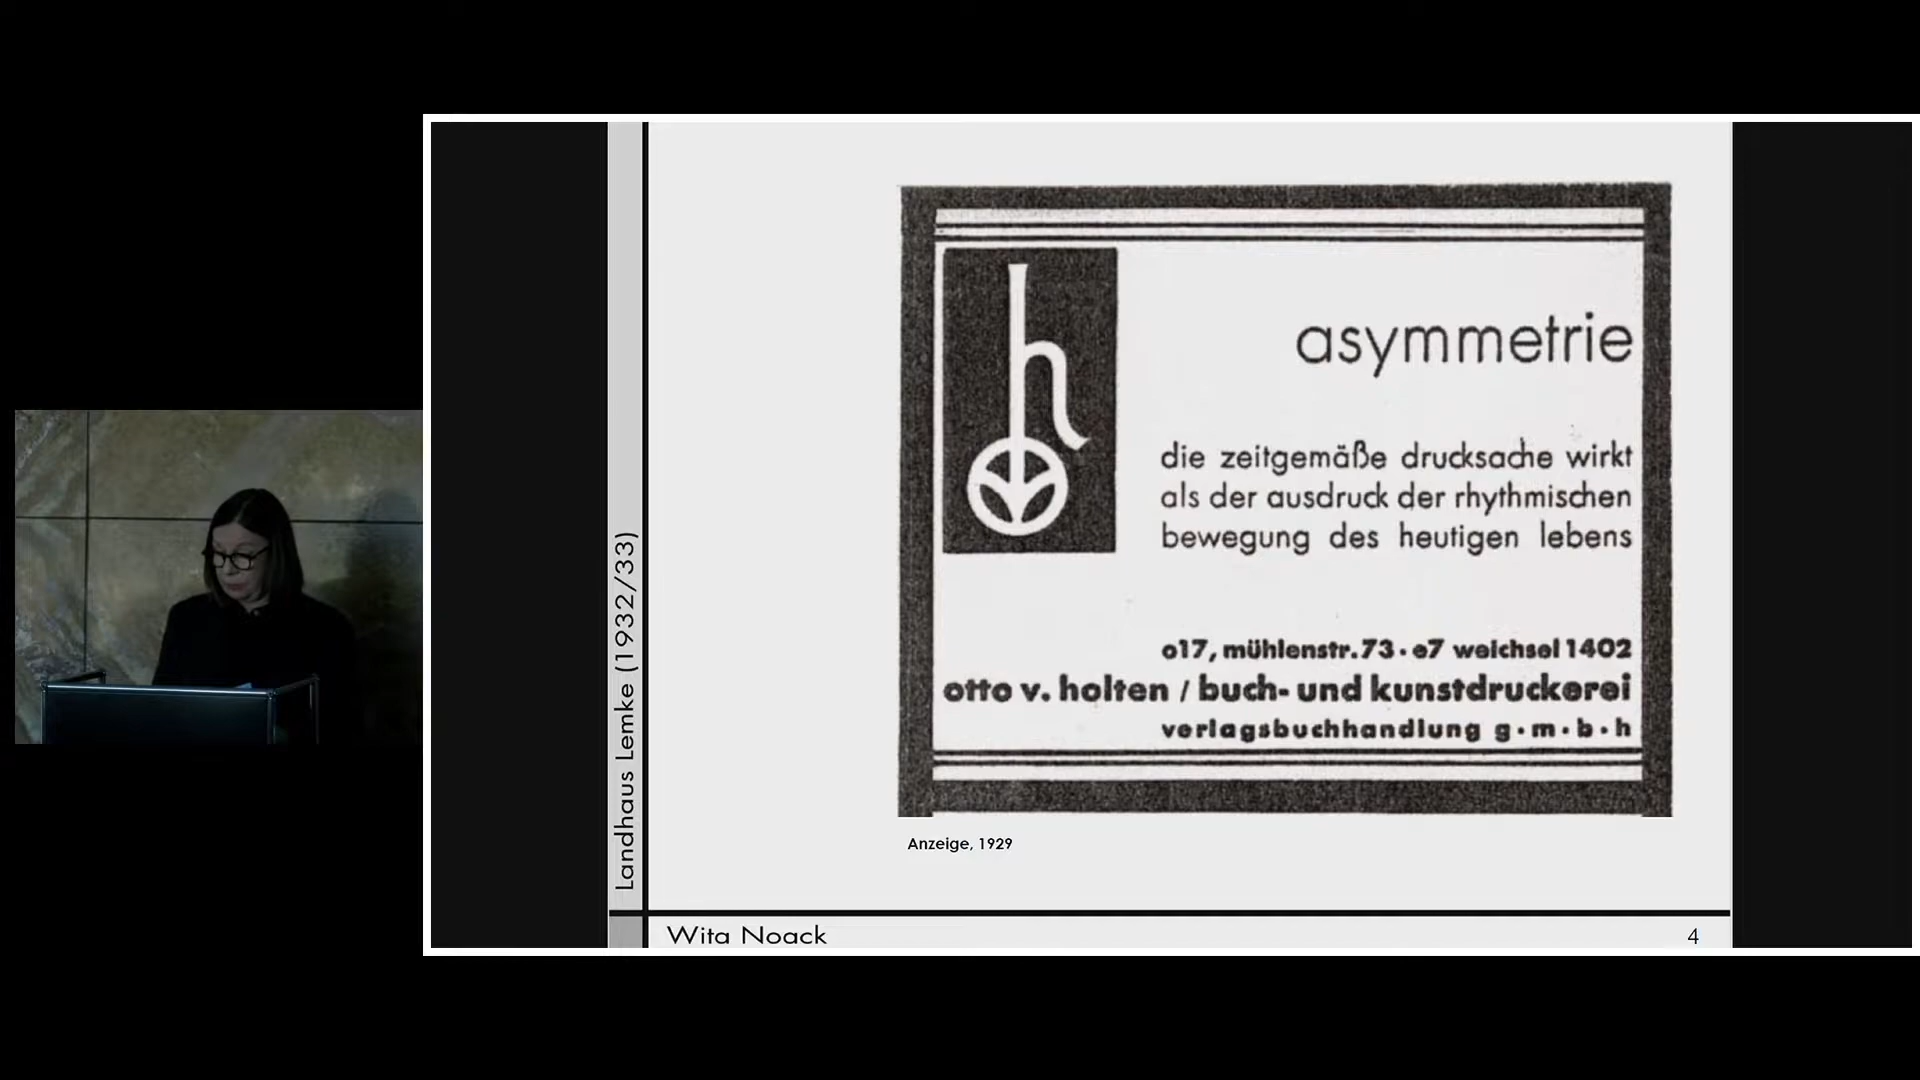 Landhaus Lemke (1932/33)
h
asymmetrie
die zeitgemäße drucksache wirkt
als der ausdruck der rhythmischen
bewegung des heutigen lebens
o17, mühlenstr. 73 · e7 weichsel 1402
otto v. holten / buch- und kunstdruckerei
verlagsbuchhandlung g·m·b·h
Anzeige, 1929
Wita Noack
4